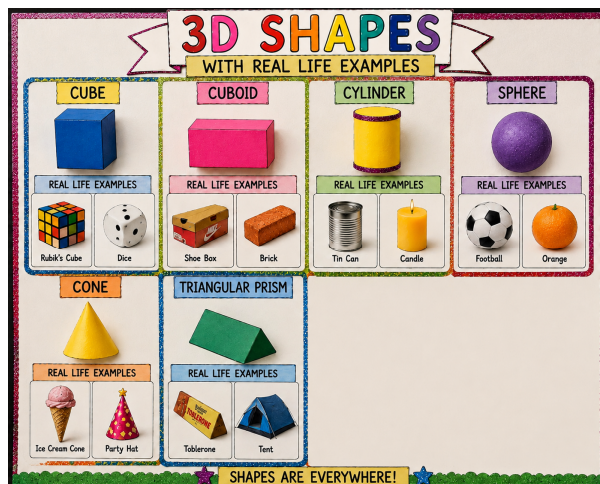 3D SHAPES
WITH REAL LIFE EXAMPLES
CUBE
REAL LIFE EXAMPLES
Rubik's Cube
Dice
CUBOID
REAL LIFE EXAMPLES
NIKE
Shoe Box
Brick
CYLINDER
REAL LIFE EXAMPLES
Tin Can
Candle
SPHERE
REAL LIFE EXAMPLES
Football
Orange
CONE
REAL LIFE EXAMPLES
Ice Cream Cone
Party Hat
TRIANGULAR PRISM
REAL LIFE EXAMPLES
TOBLERONE
Toblerone
Tent
SHAPES ARE EVERYWHERE!